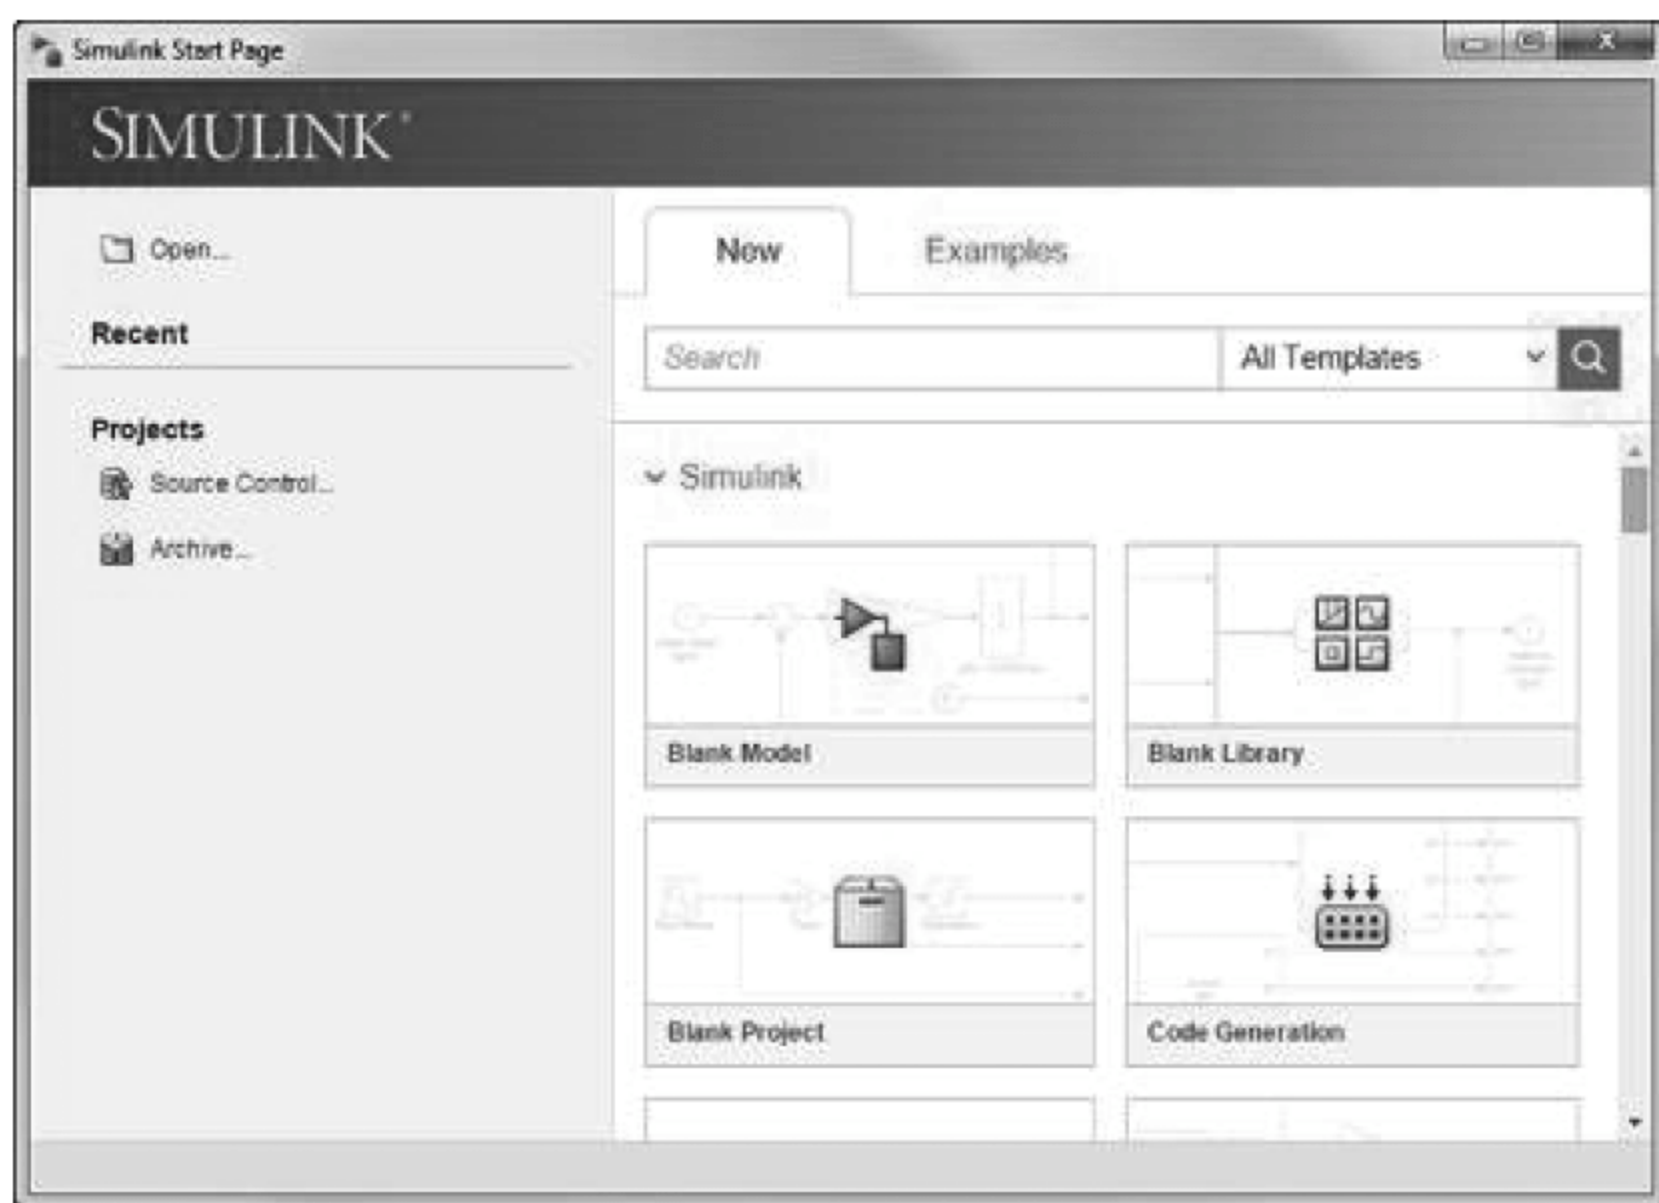 Simulink Start Page
SIMULINK®
Open...
Recent
Projects
Source Control...
Archive...
New
Examples
Search
All Templates
Simulink
Blank Model
Blank Library
Blank Project
Code Generation